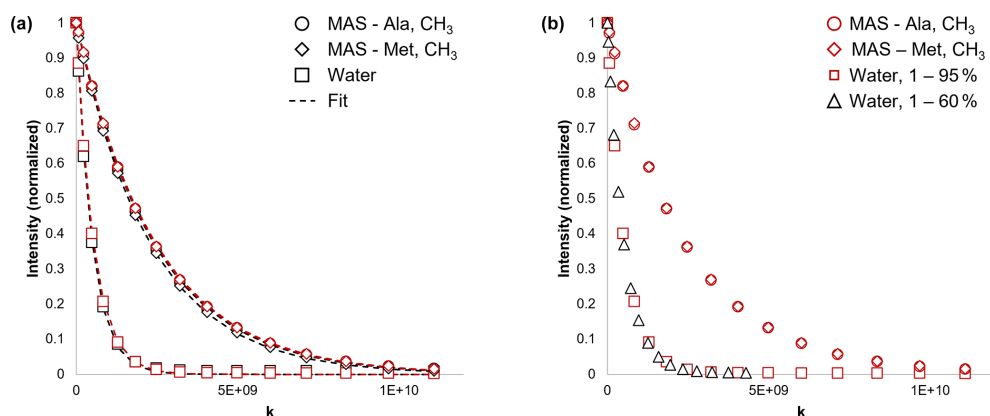 (a)
MAS - Ala, CH3
MAS - Met, CH3
Water
Fit
Intensity (normalized)
1
0.9
0.8
0.7
0.6
0.5
0.4
0.3
0.2
0.1
0
5E+09
1E+10
k
(b)
MAS - Ala, CH3
MAS – Met, CH3
Water, 1 – 95 %
Water, 1 – 60 %
Intensity (normalized)
1
0.9
0.8
0.7
0.6
0.5
0.4
0.3
0.2
0.1
0
5E+09
1E+10
k